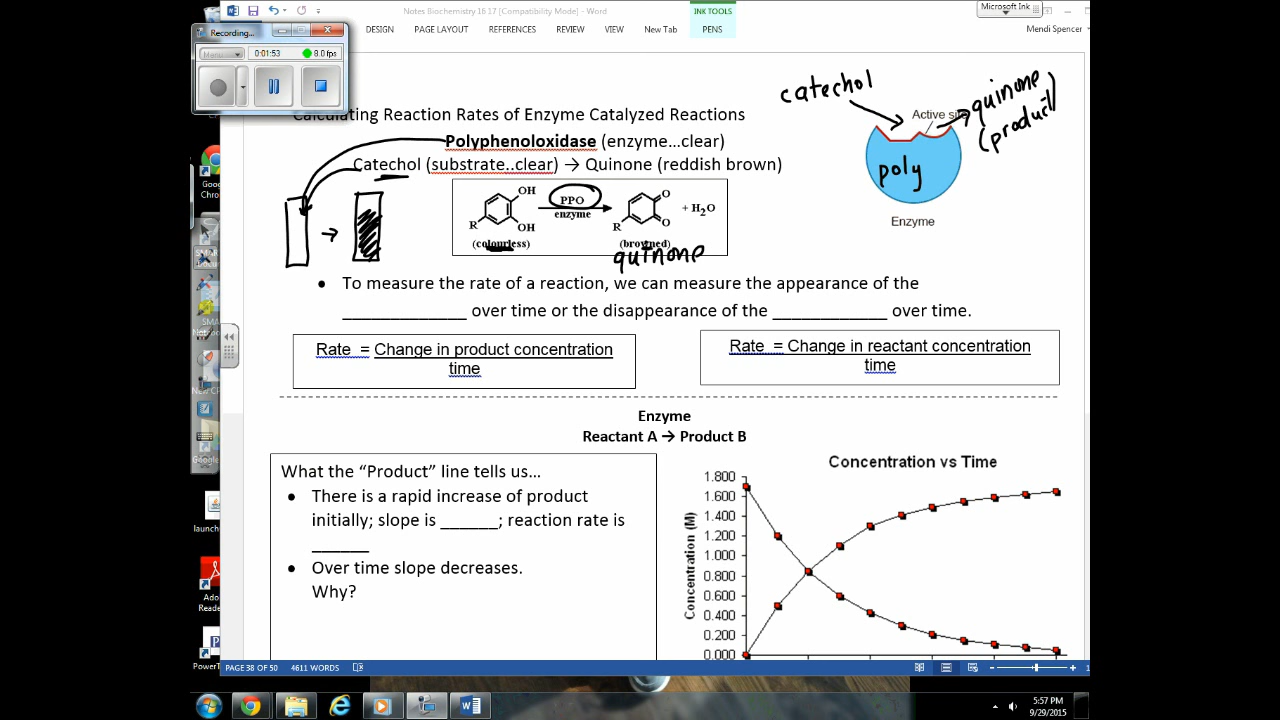 Notes Biochemistry 16 17 [Compatibility Mode] - Word
INK TOOLS
Microsoft Ink
Recording...
DESIGN PAGE LAYOUT REFERENCES REVIEW VIEW New Tab PENS
Mendi Spencer
Menu 0:01:53 8.0 fps
catechol
quinone
(product)
Calculating Reaction Rates of Enzyme Catalyzed Reactions
Active site
Polyphenoloxidase (enzyme...clear)
Catechol (substrate..clear) → Quinone (reddish brown)
poly
Enzyme
OH
OH
R
PPO
enzyme
O
O
R
+ H₂O
(colourless)
(browned)
quinone
• To measure the rate of a reaction, we can measure the appearance of the
_____________ over time or the disappearance of the ____________ over time.
Rate = Change in product concentration
time
Rate = Change in reactant concentration
time
Enzyme
Reactant A → Product B
What the “Product” line tells us...
• There is a rapid increase of product
initially; slope is ______; reaction rate is
______
• Over time slope decreases.
Why?
Concentration vs Time
Concentration (M)
1.800
1.600
1.400
1.200
1.000
0.800
0.600
0.400
0.200
0.000
PAGE 38 OF 50 4611 WORDS
5:57 PM
9/29/2015